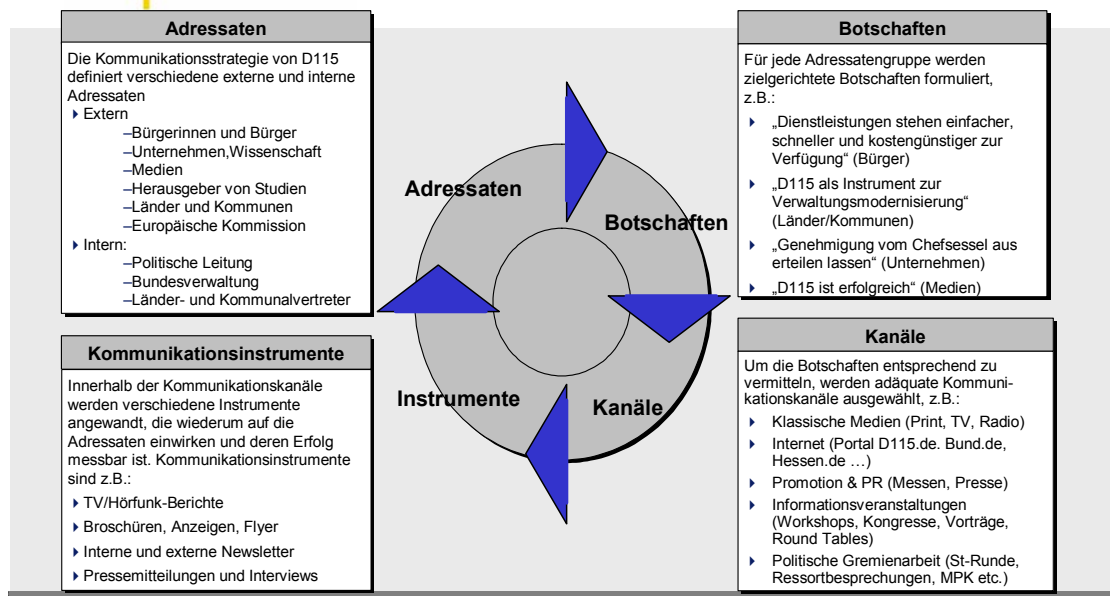 Adressaten
Die Kommunikationsstrategie von D115
definiert verschiedene externe und interne
Adressaten
Extern
–Bürgerinnen und Bürger
–Unternehmen,Wissenschaft
–Medien
–Herausgeber von Studien
–Länder und Kommunen
–Europäische Kommission
Intern:
–Politische Leitung
–Bundesverwaltung
–Länder- und Kommunalvertreter
Botschaften
Für jede Adressatengruppe werden
zielgerichtete Botschaften formuliert,
z.B.:
„Dienstleistungen stehen einfacher,
schneller und kostengünstiger zur
Verfügung“ (Bürger)
„D115 als Instrument zur
Verwaltungsmodernisierung“
(Länder/Kommunen)
„Genehmigung vom Chefsessel aus
erteilen lassen“ (Unternehmen)
„D115 ist erfolgreich“ (Medien)
Adressaten
Botschaften
Instrumente
Kanäle
Kommunikationsinstrumente
Innerhalb der Kommunikationskanäle
werden verschiedene Instrumente
angewandt, die wiederum auf die
Adressaten einwirken und deren Erfolg
messbar ist. Kommunikationsinstrumente
sind z.B.:
TV/Hörfunk-Berichte
Broschüren, Anzeigen, Flyer
Interne und externe Newsletter
Pressemitteilungen und Interviews
Kanäle
Um die Botschaften entsprechend zu
vermitteln, werden adäquate Kommuni-
kationskanäle ausgewählt, z.B.:
Klassische Medien (Print, TV, Radio)
Internet (Portal D115.de. Bund.de,
Hessen.de …)
Promotion & PR (Messen, Presse)
Informationsveranstaltungen
(Workshops, Kongresse, Vorträge,
Round Tables)
Politische Gremienarbeit (St-Runde,
Ressortbesprechungen, MPK etc.)